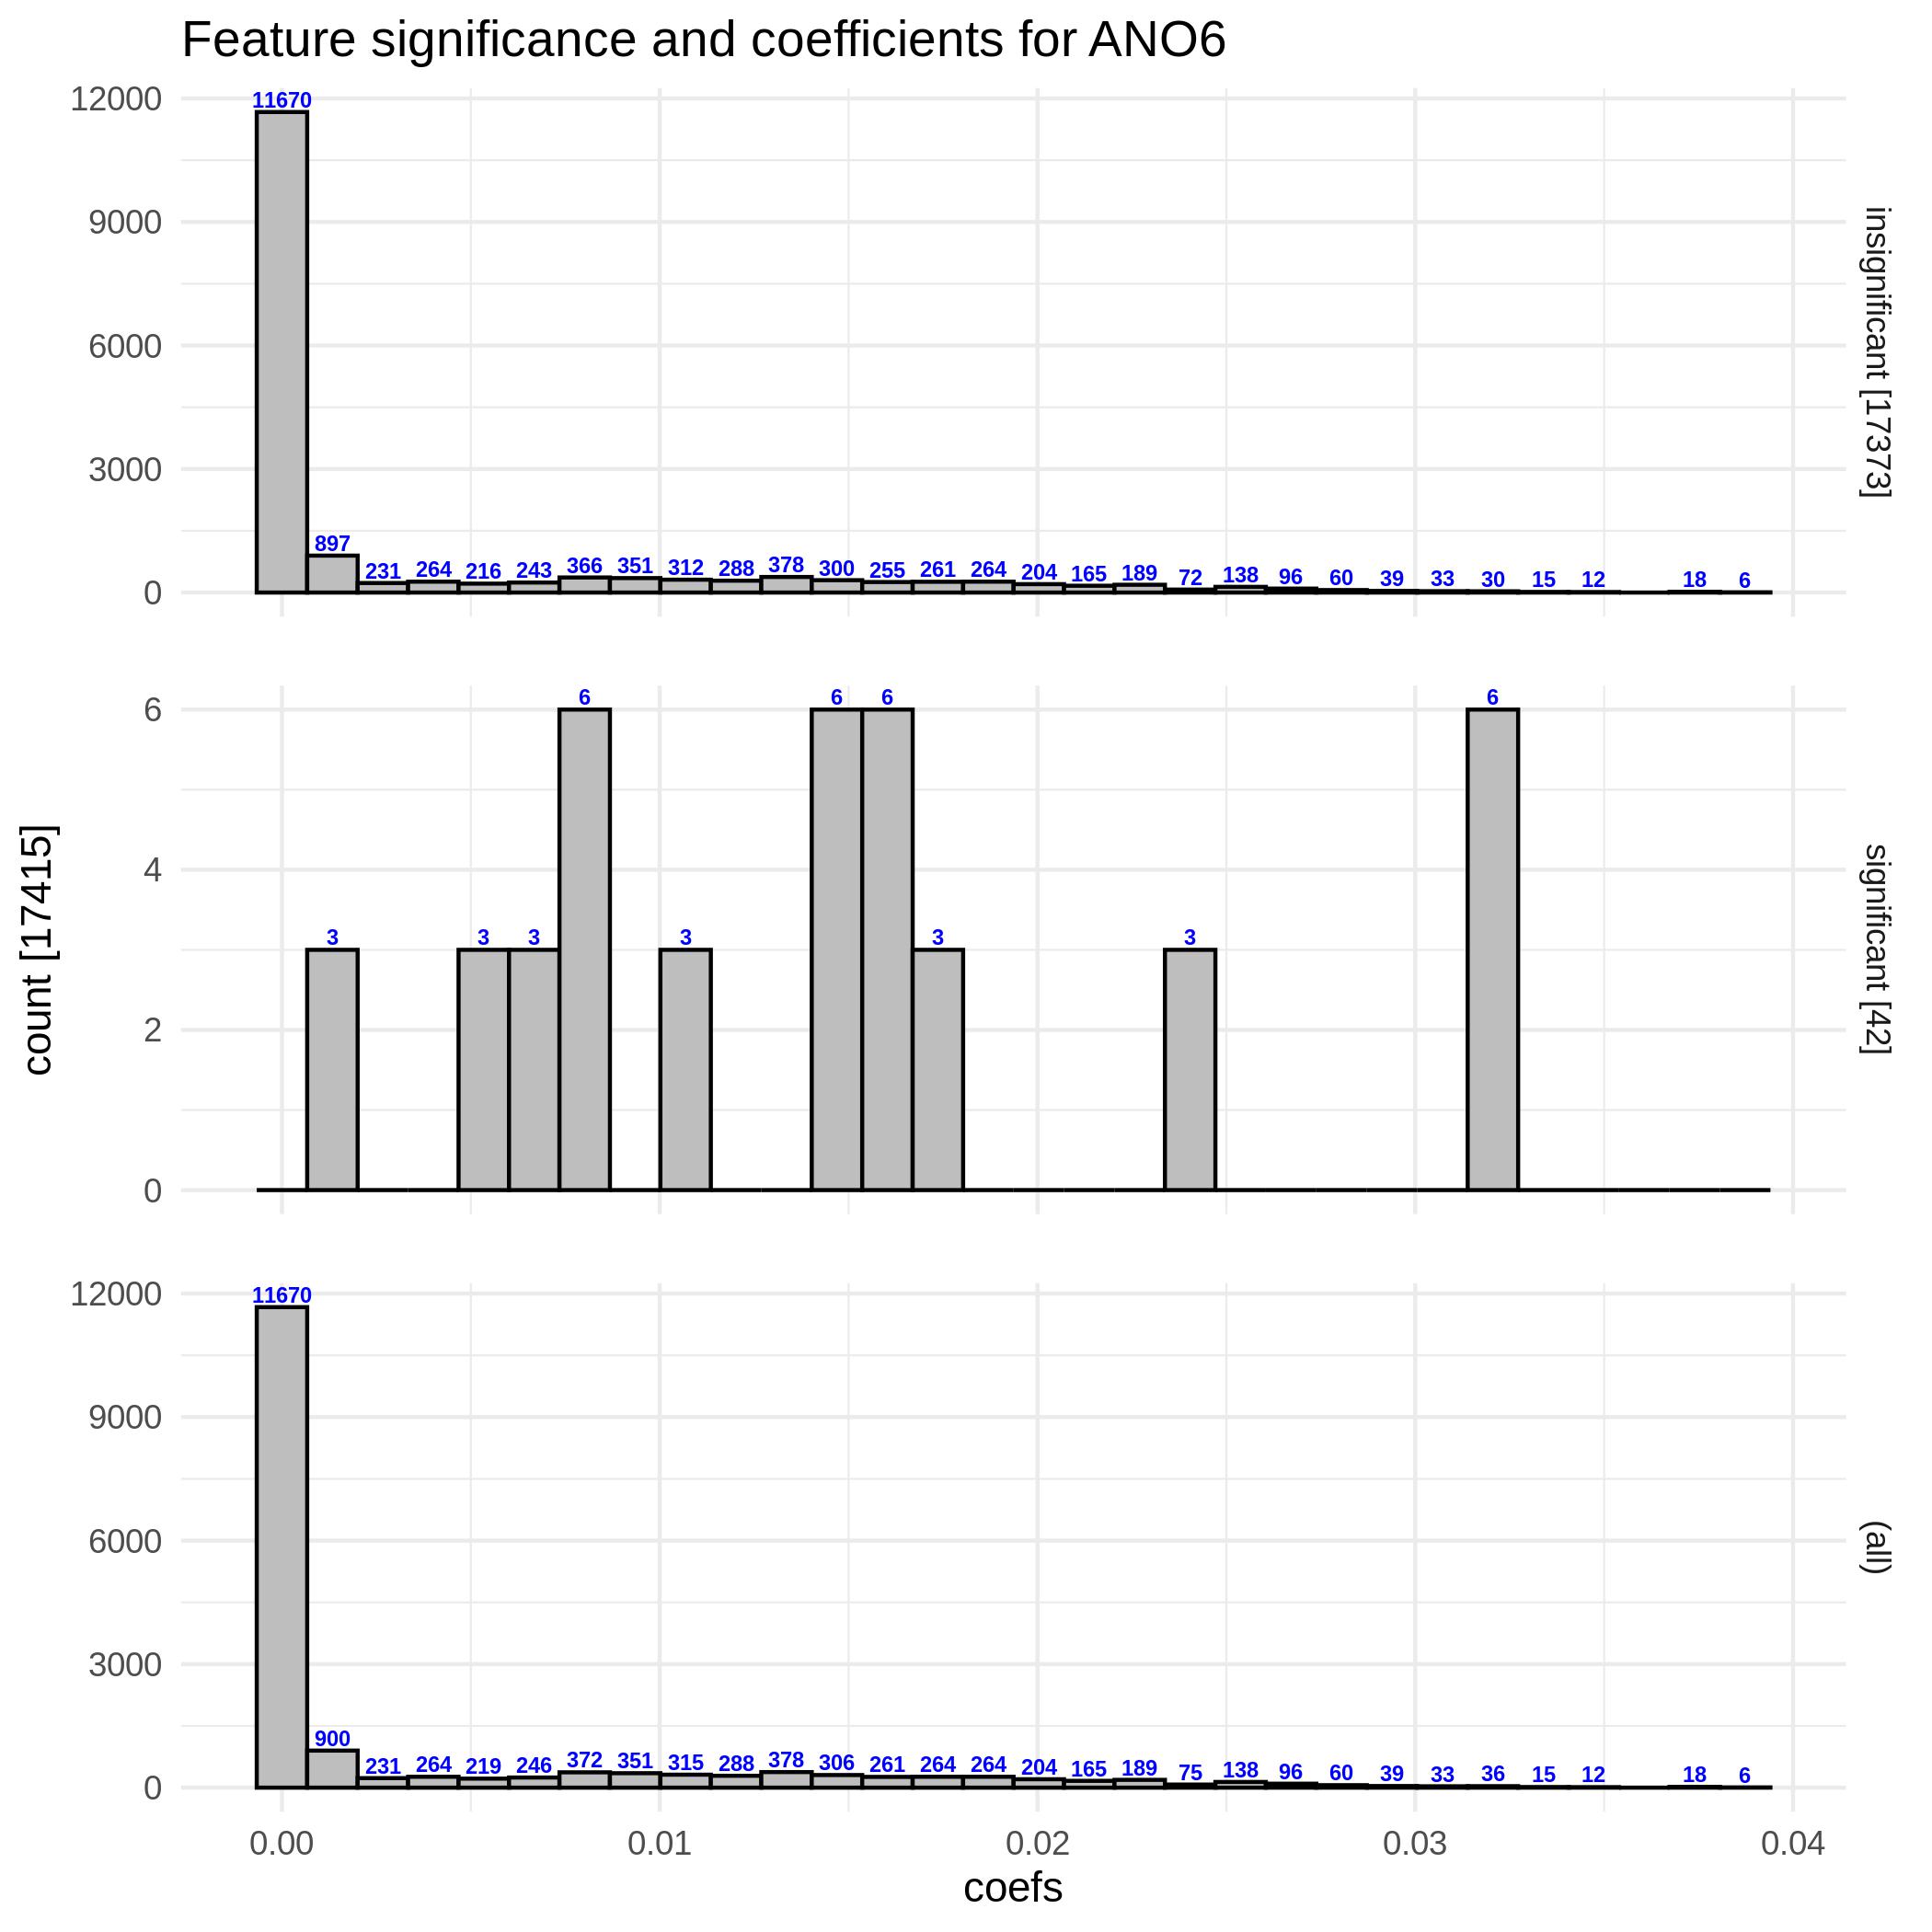 Feature significance and coefficients for ANO6
12000
9000
6000
3000
0
11670
897
231 264 216 243 366 351 312 288 378 300 255 261 264 204 165 189 72 138 96 60 39 33 30 15 12 18 6
insignificant [17373]
count [17415]
6
4
2
0
3 3 3 6 3 6 6 3 3 6
significant [42]
12000
9000
6000
3000
0
11670
900
231 264 219 246 372 351 315 288 378 306 261 264 264 204 165 189 75 138 96 60 39 33 36 15 12 18 6
(all)
0.00 0.01 0.02 0.03 0.04
coefs